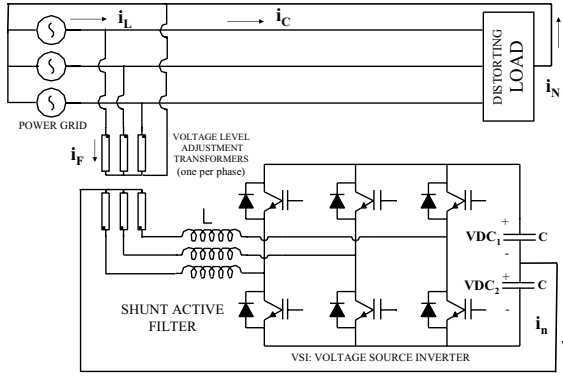 i_L
i_C
DISTORTING
LOAD
i_N
POWER GRID
i_F
VOLTAGE LEVEL
ADJUSTMENT
TRANSFORMERS
(one per phase)
L
+
VDC_1
C
-
+
VDC_2
C
-
i_n
SHUNT ACTIVE
FILTER
VSI: VOLTAGE SOURCE INVERTER